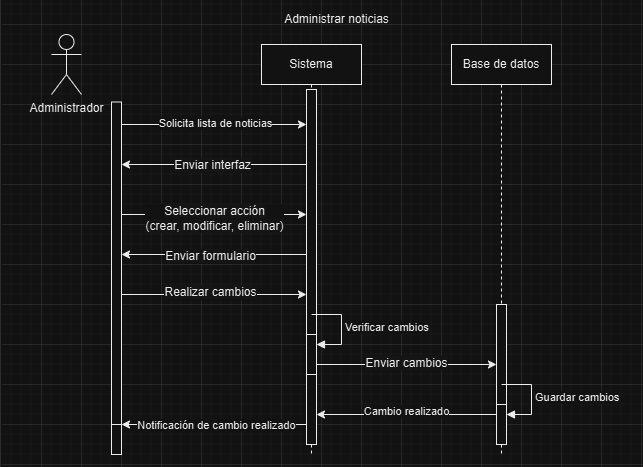 Administrar noticias
Sistema
Base de datos
Administrador
Solicita lista de noticias
Enviar interfaz
Seleccionar acción
(crear, modificar, eliminar)
Enviar formulario
Realizar cambios
Verificar cambios
Enviar cambios
Guardar cambios
Cambio realizado
Notificación de cambio realizado